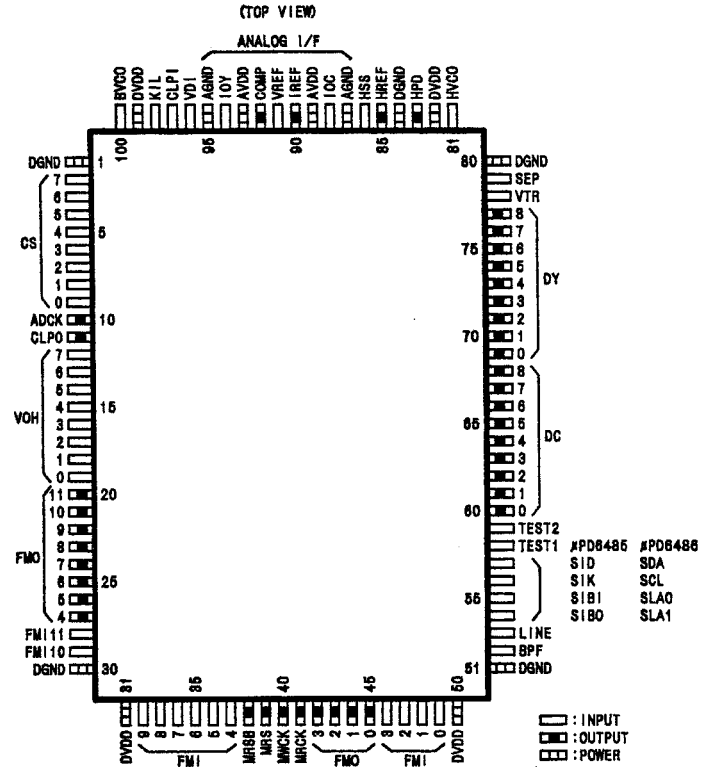 (TOP VIEW)
ANALOG I/F
BVCO DVDD KIL CLPI VDI AGND IOY AVDD COMP VREF IREF AVDD IOC AGND HSS HREF DGND HPD DVDD HVCO
100 95 90 85 81
DGND 1 80 DGND
7 SEP
6 VTR
5 8
CS 4 5 7
3 75 6
2 5 DY
1 4
0 3
ADCK 10 2
CLPO 70 1
7 0
6 8
5 7
VOH 4 15 6
3 65 5
2 4 DC
1 3
0 2
11 20 1
10 60 0
9 TEST2
FMO 8 TEST1 μPD6485 μPD6486
7 SID SDA
6 25 SIK SCL
5 55 SIBI SLA0
4 SIBO SLA1
FMI11 LINE
FMI10 BPF
DGND 30 51 DGND
31 35 40 45 50
DVDD 9 8 7 6 5 4 MRSB MRS MWCK MRCK 3 2 1 0 3 2 1 0 DVDD
FMI FMO FMI
: INPUT
: OUTPUT
: POWER